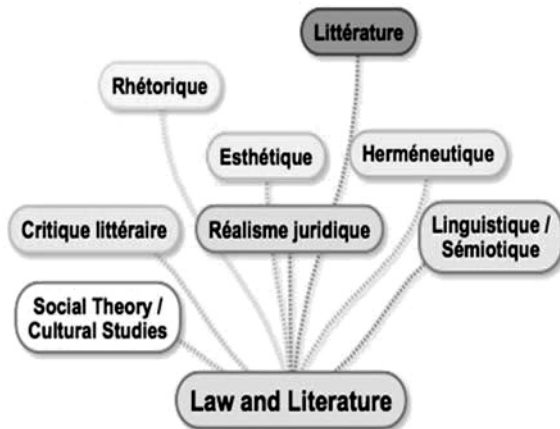 Littérature
Rhétorique
Esthétique
Herméneutique
Critique littéraire
Réalisme juridique
Linguistique /
Sémiotique
Social Theory /
Cultural Studies
Law and Literature